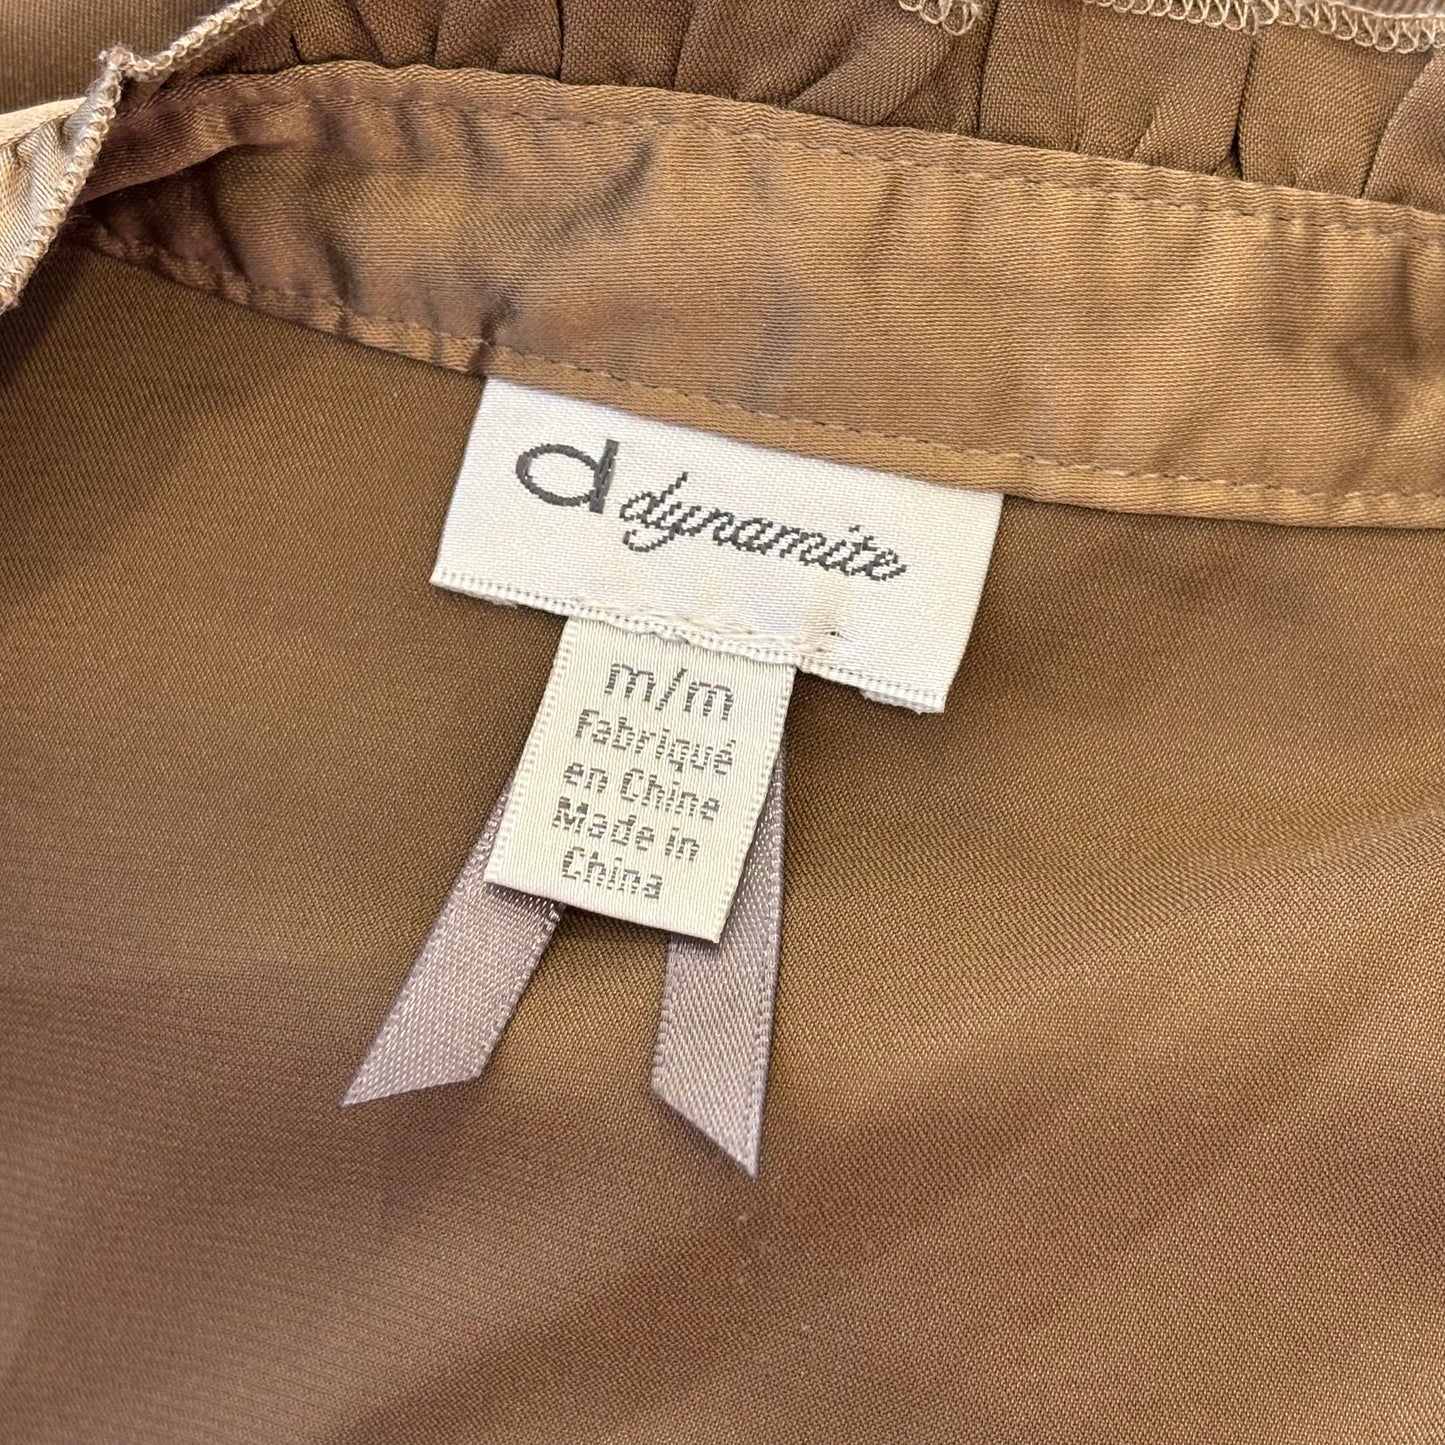 d dynamite
m/m
Fabriqué
en Chine
Made in
China